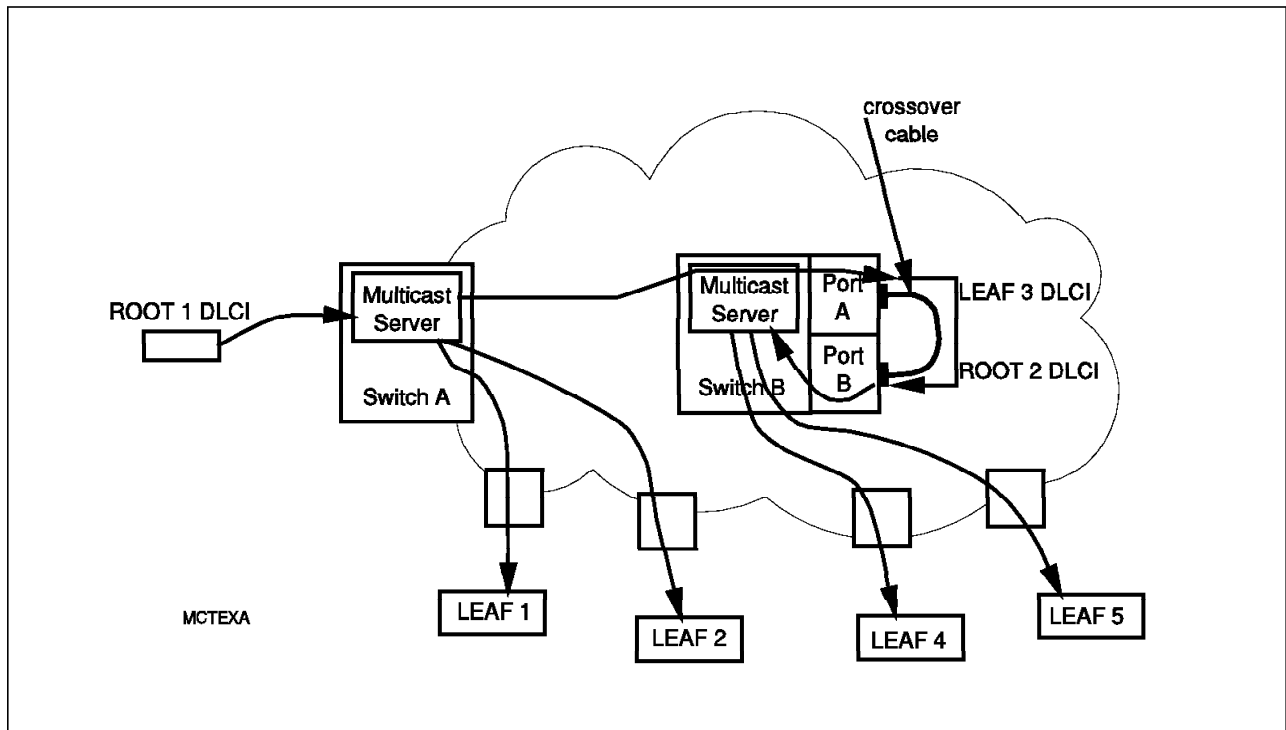 crossover
cable
ROOT 1 DLCI
Multicast
Server
Switch A
Multicast
Server
Switch B
Port
A
Port
B
LEAF 3 DLCI
ROOT 2 DLCI
LEAF 1
LEAF 2
LEAF 4
LEAF 5
MCTEXA